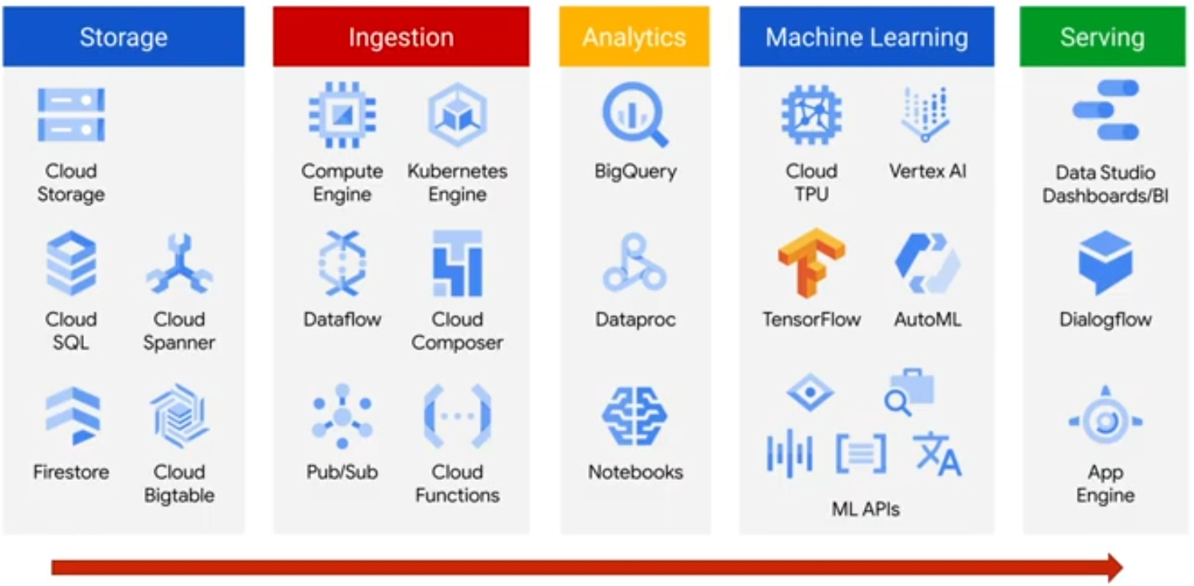 Storage
Cloud
Storage
Cloud
SQL
Cloud
Spanner
Firestore
Cloud
Bigtable
Ingestion
Compute
Engine
Kubernetes
Engine
Dataflow
Cloud
Composer
Pub/Sub
Cloud
Functions
Analytics
BigQuery
Dataproc
Notebooks
Machine Learning
Cloud
TPU
Vertex AI
TensorFlow
AutoML
文A
ML APIs
Serving
Data Studio
Dashboards/BI
Dialogflow
App
Engine